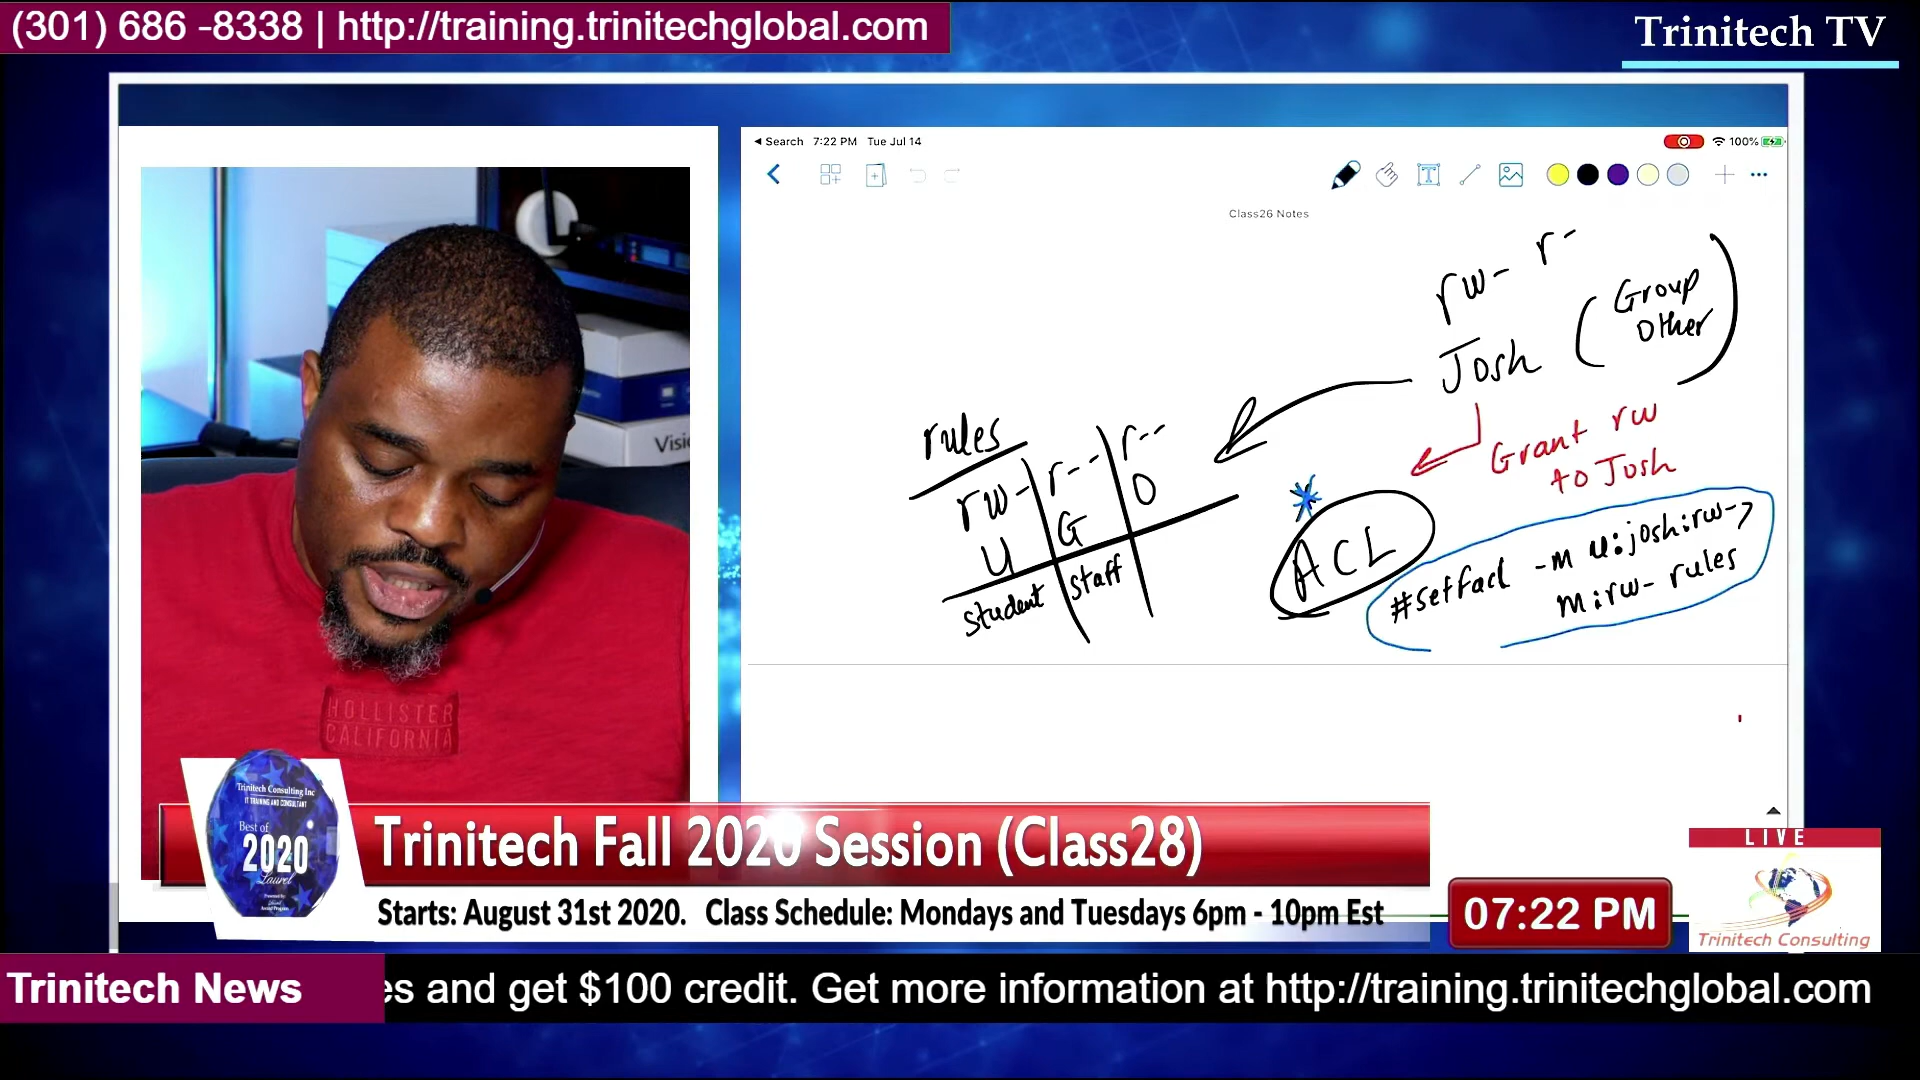 (301) 686 -8338 | http://training.trinitechglobal.com
Trinitech TV
Search 7:22 PM Tue Jul 14
100%
Class26 Notes
rw- r-
Josh (Group
Other)
Grant rw
to Josh
rules
rw- r-- r--
U G O
student staff
ACL
#setfacl -m u:josh:rw-,
m:rw- rules
Visi
HOLLISTER
CALIFORNIA
Trinitech Consulting Inc
IT TRAINING AND CONSULTANT
Best of
2020
Laurel
Trinitech Fall 2020 Session (Class28)
Starts: August 31st 2020. Class Schedule: Mondays and Tuesdays 6pm - 10pm Est
07:22 PM
LIVE
Trinitech Consulting
Trinitech News
es and get $100 credit. Get more information at http://training.trinitechglobal.com